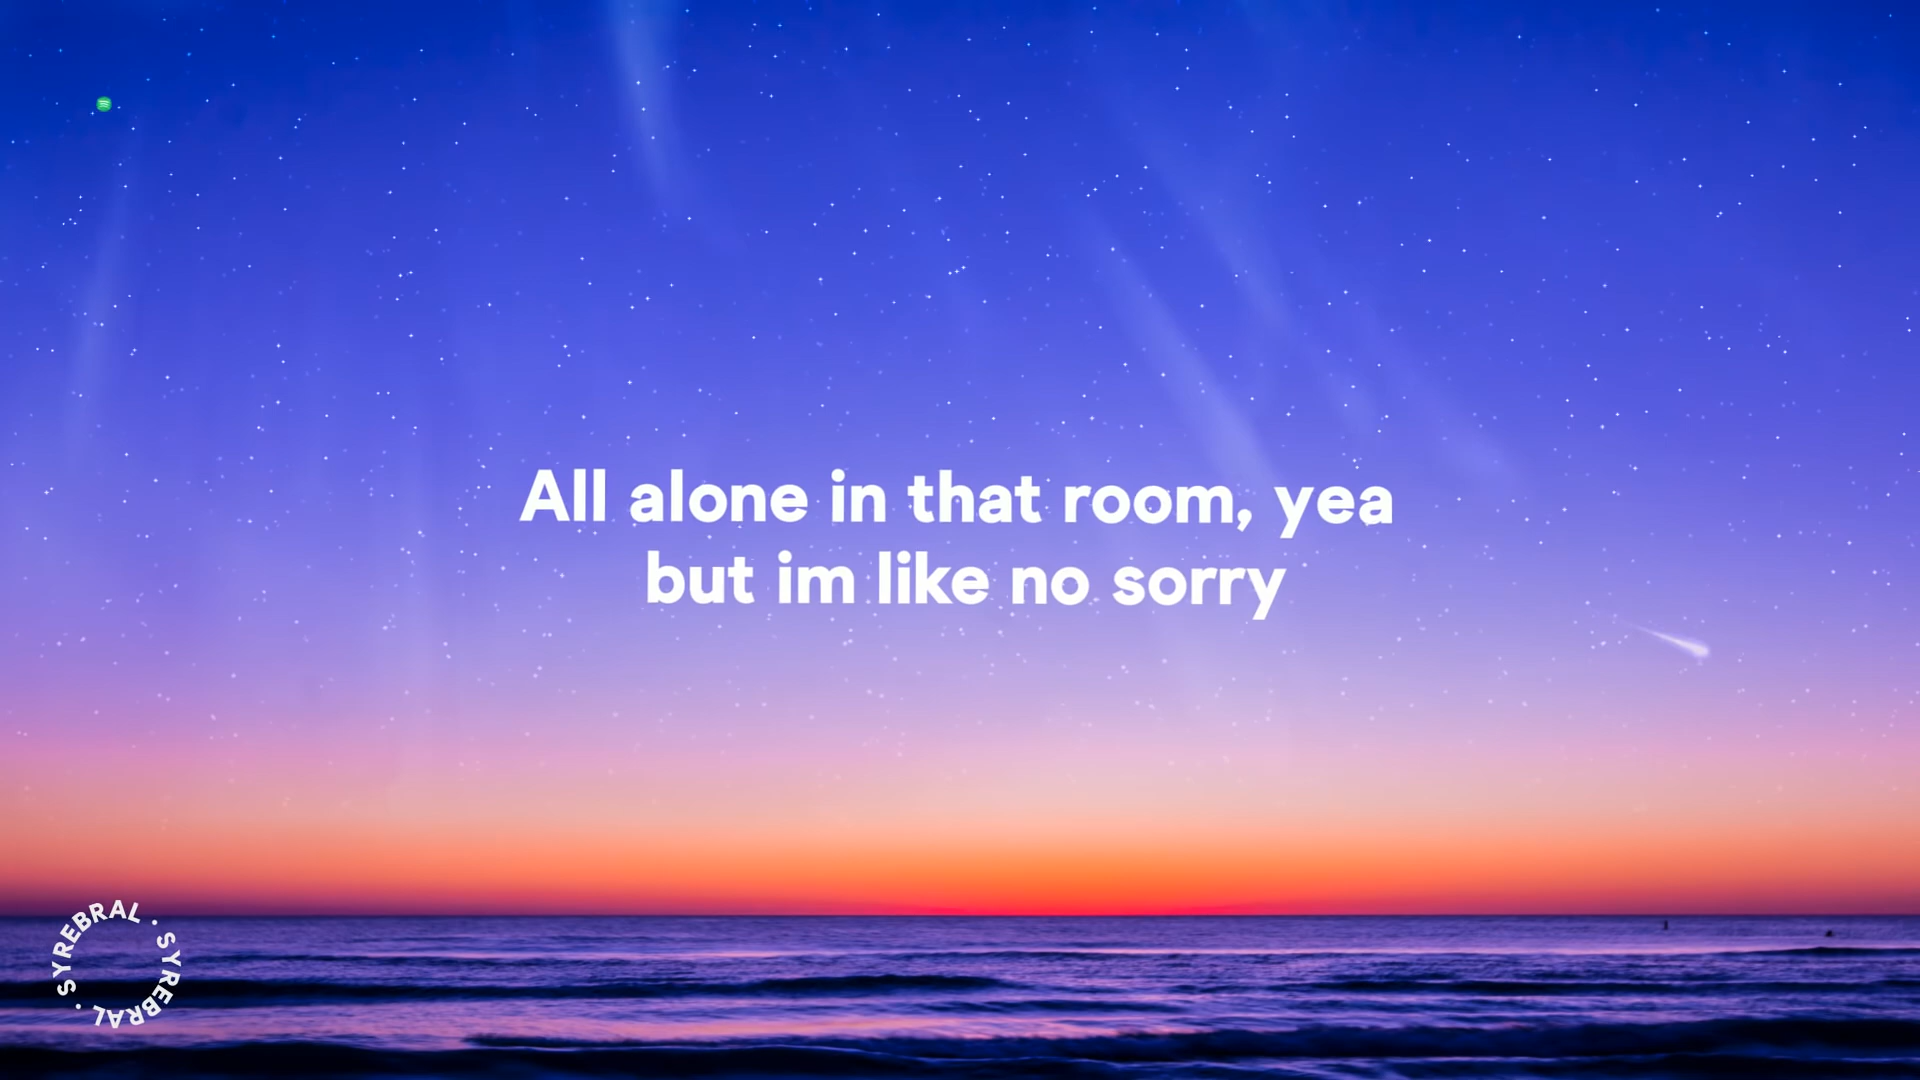 All alone in that room, yea
but im like no sorry
SYREBRAL · SYREBRAL ·